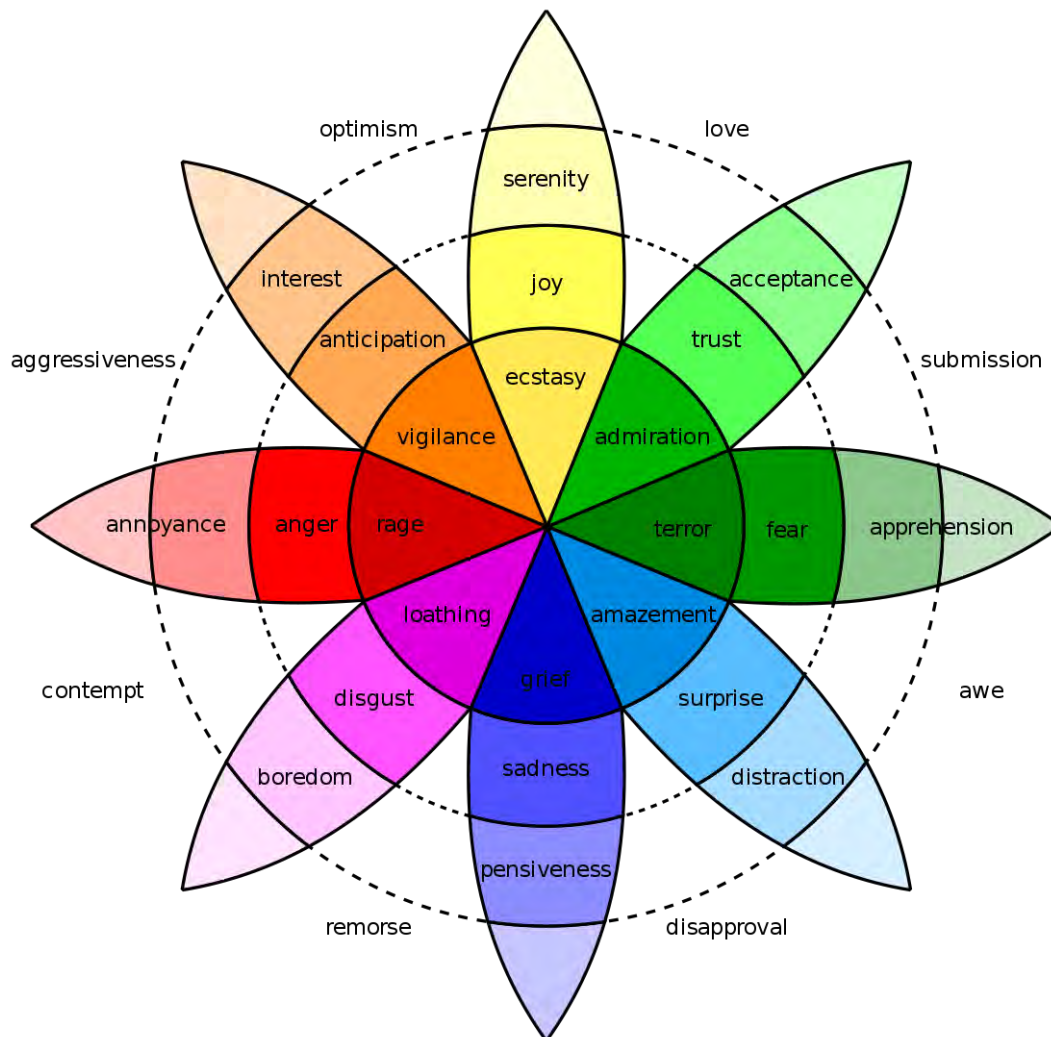 optimism
love
serenity
interest
joy
acceptance
anticipation
trust
aggressiveness
submission
ecstasy
vigilance
admiration
annoyance
anger
rage
terror
fear
apprehension
loathing
amazement
contempt
disgust
grief
surprise
awe
boredom
sadness
distraction
pensiveness
remorse
disapproval